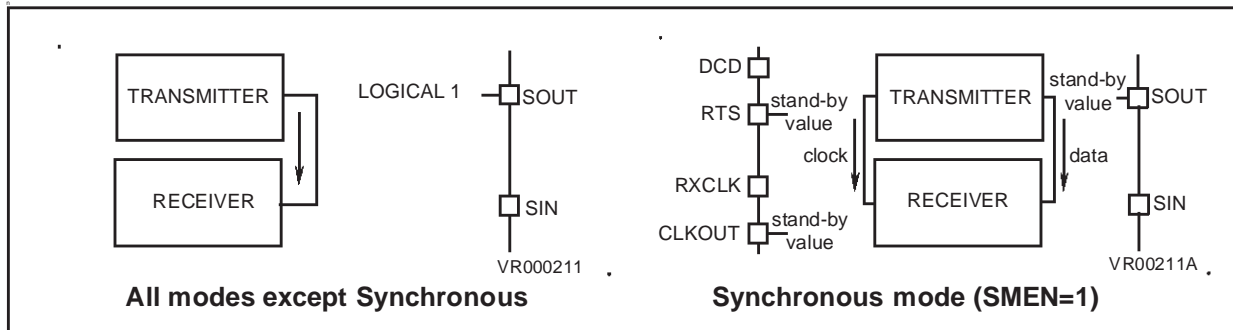 TRANSMITTER
RECEIVER
LOGICAL 1
SOUT
SIN
VR000211
All modes except Synchronous
DCD
RTS
stand-by
value
RXCLK
CLKOUT
stand-by
value
clock
TRANSMITTER
RECEIVER
data
stand-by
value
SOUT
SIN
VR00211A
Synchronous mode (SMEN=1)